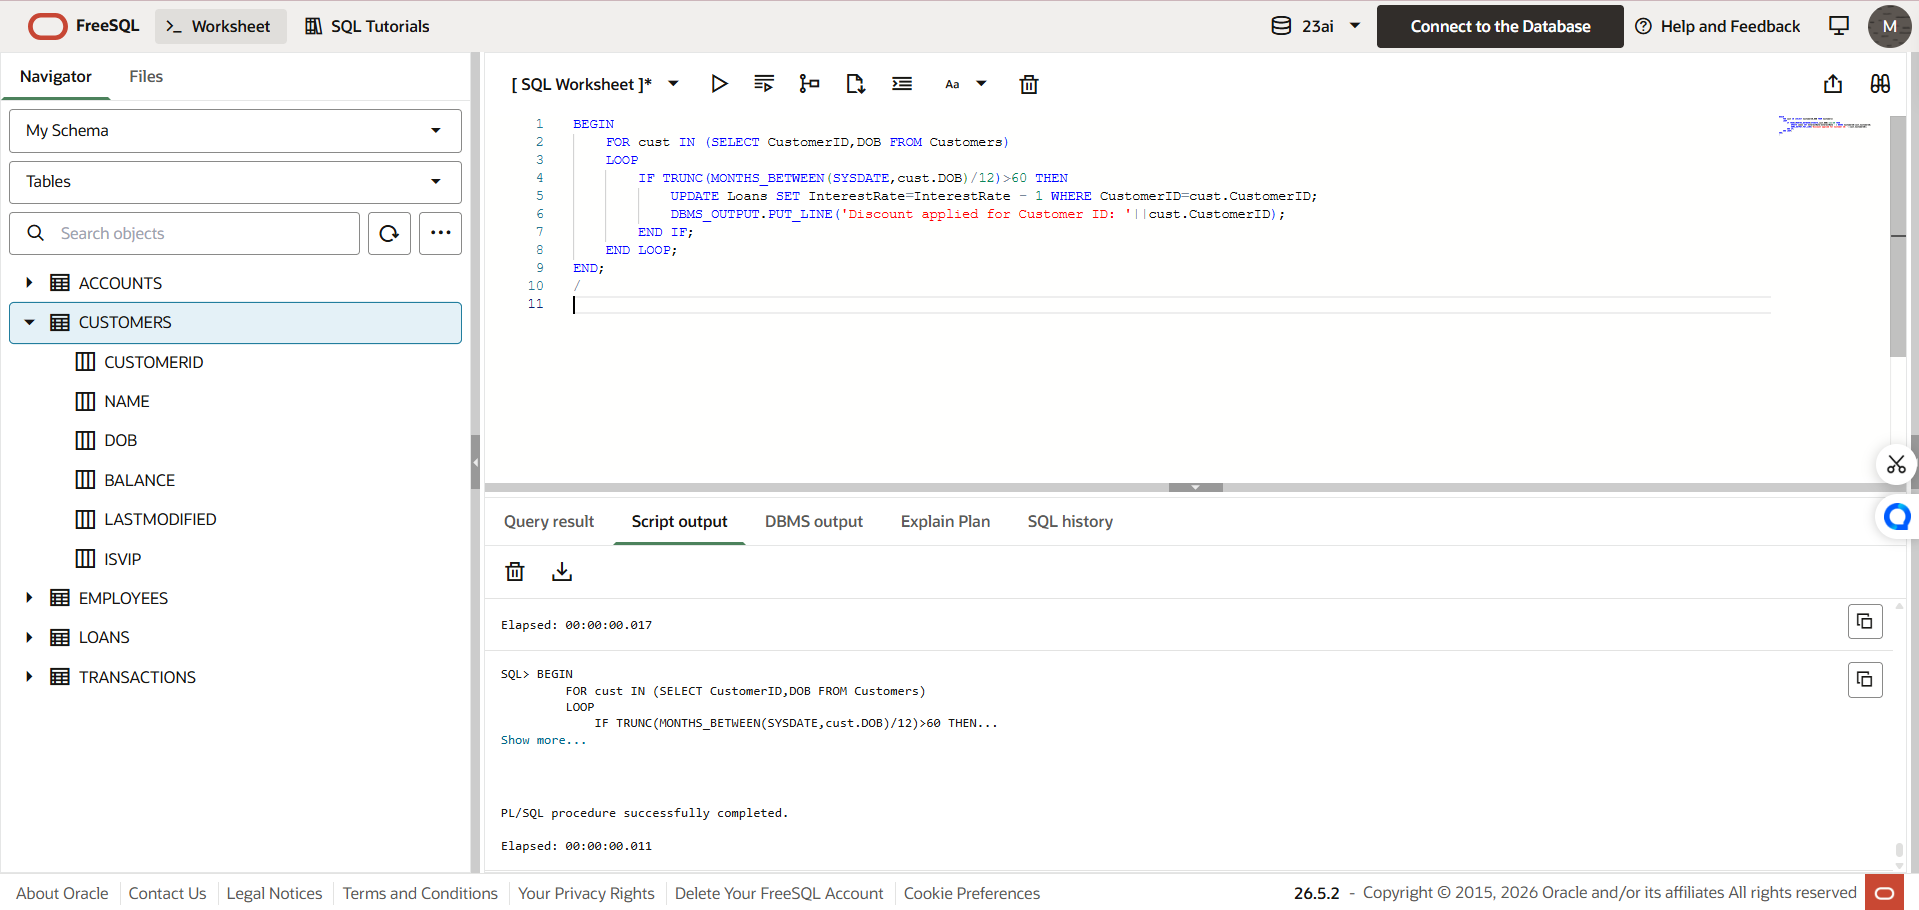 FreeSQL
>_ Worksheet
SQL Tutorials
23ai
Connect to the Database
Help and Feedback
M
Navigator
Files
My Schema
Tables
Search objects
ACCOUNTS
CUSTOMERS
CUSTOMERID
NAME
DOB
BALANCE
LASTMODIFIED
ISVIP
EMPLOYEES
LOANS
TRANSACTIONS
[ SQL Worksheet ]*
Aa
1 BEGIN
2 FOR cust IN (SELECT CustomerID,DOB FROM Customers)
3 LOOP
4 IF TRUNC(MONTHS_BETWEEN(SYSDATE,cust.DOB)/12)>60 THEN
5 UPDATE Loans SET InterestRate=InterestRate - 1 WHERE CustomerID=cust.CustomerID;
6 DBMS_OUTPUT.PUT_LINE('Discount applied for Customer ID: '||cust.CustomerID);
7 END IF;
8 END LOOP;
9 END;
10 /
11
Query result
Script output
DBMS output
Explain Plan
SQL history
Elapsed: 00:00:00.017
SQL> BEGIN
FOR cust IN (SELECT CustomerID,DOB FROM Customers)
LOOP
IF TRUNC(MONTHS_BETWEEN(SYSDATE,cust.DOB)/12)>60 THEN...
Show more...
PL/SQL procedure successfully completed.
Elapsed: 00:00:00.011
About Oracle
Contact Us
Legal Notices
Terms and Conditions
Your Privacy Rights
Delete Your FreeSQL Account
Cookie Preferences
26.5.2 - Copyright © 2015, 2026 Oracle and/or its affiliates All rights reserved